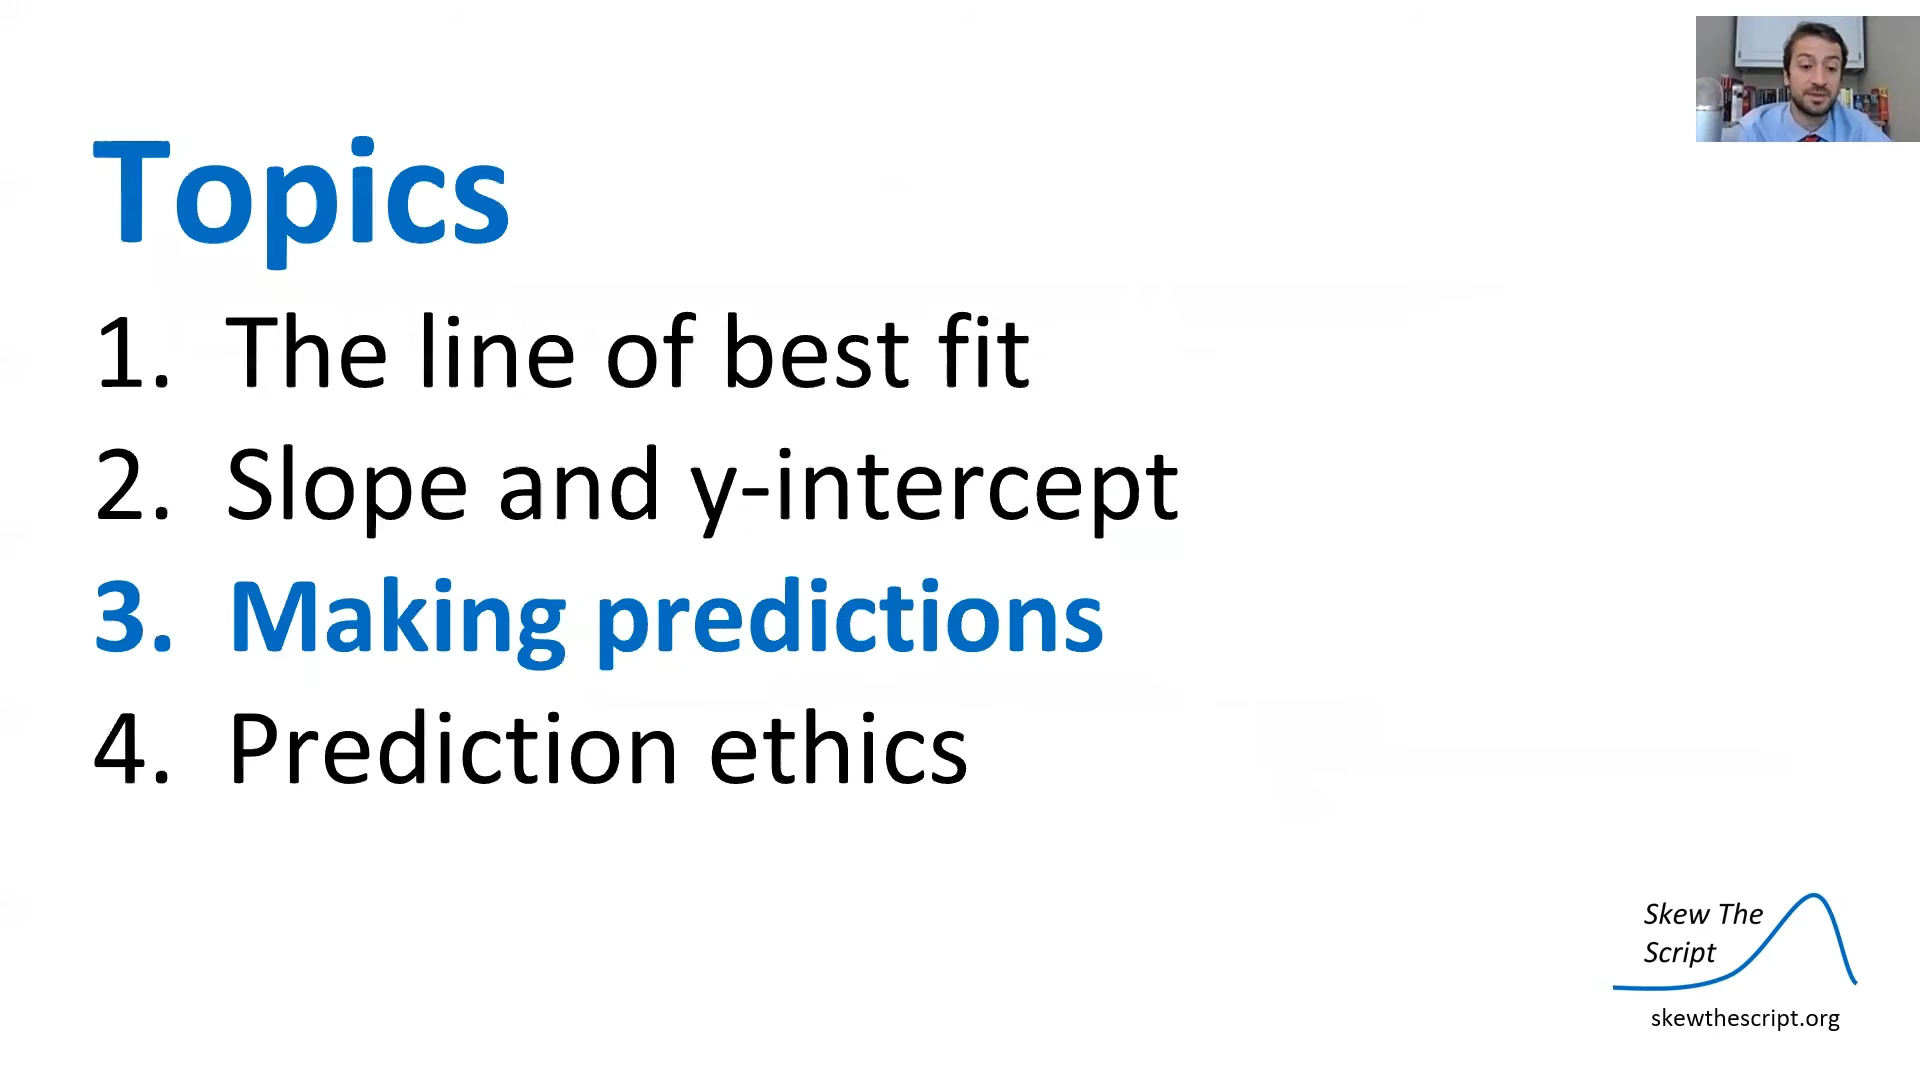 Topics
1. The line of best fit
2. Slope and y-intercept
3. Making predictions
4. Prediction ethics
Skew The
Script
skewthescript.org